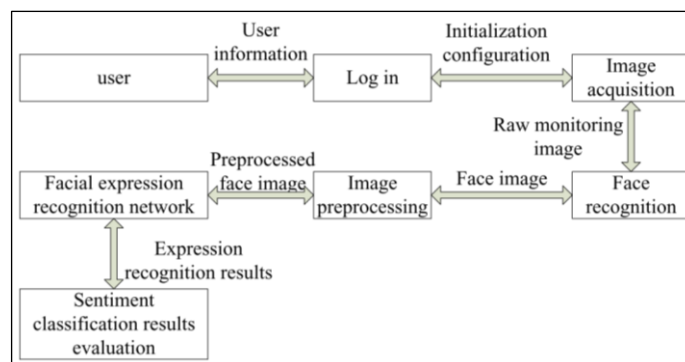 User
information
Initialization
configuration
user
Log in
Image
acquisition
Raw monitoring
image
Preprocessed
face image
Face image
Facial expression
recognition network
Image
preprocessing
Face
recognition
Expression
recognition results
Sentiment
classification results
evaluation